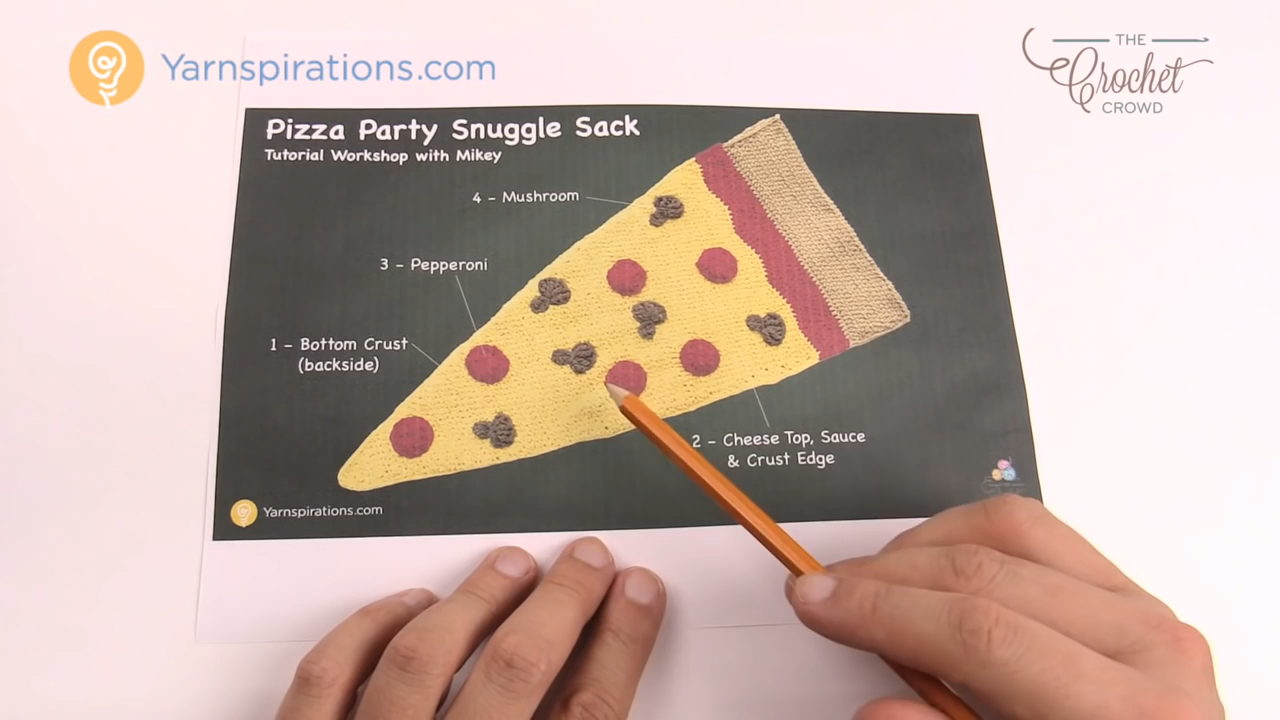 Yarnspirations.com
THE
Crochet
CROWD
Pizza Party Snuggle Sack
Tutorial Workshop with Mikey
4 - Mushroom
3 - Pepperoni
1 - Bottom Crust
(backside)
2 - Cheese Top, Sauce
& Crust Edge
Yarnspirations.com